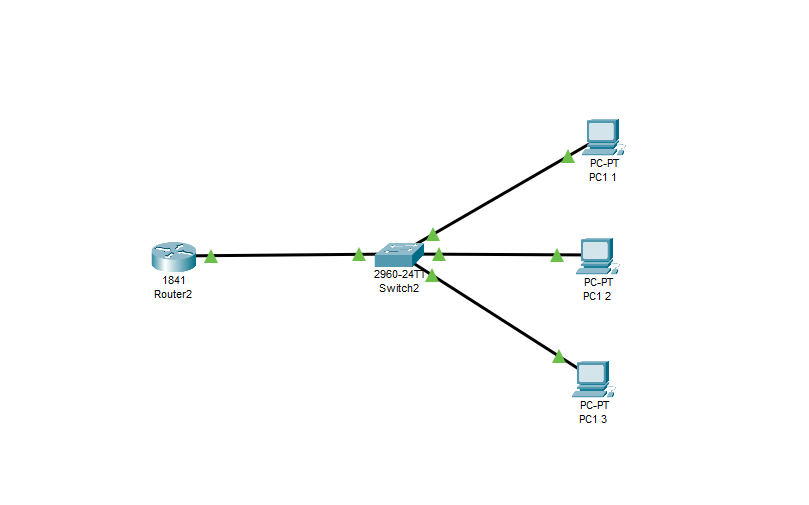 PC-PT
PC1 1
1841
Router2
2960-24TT
Switch2
PC-PT
PC1 2
PC-PT
PC1 3